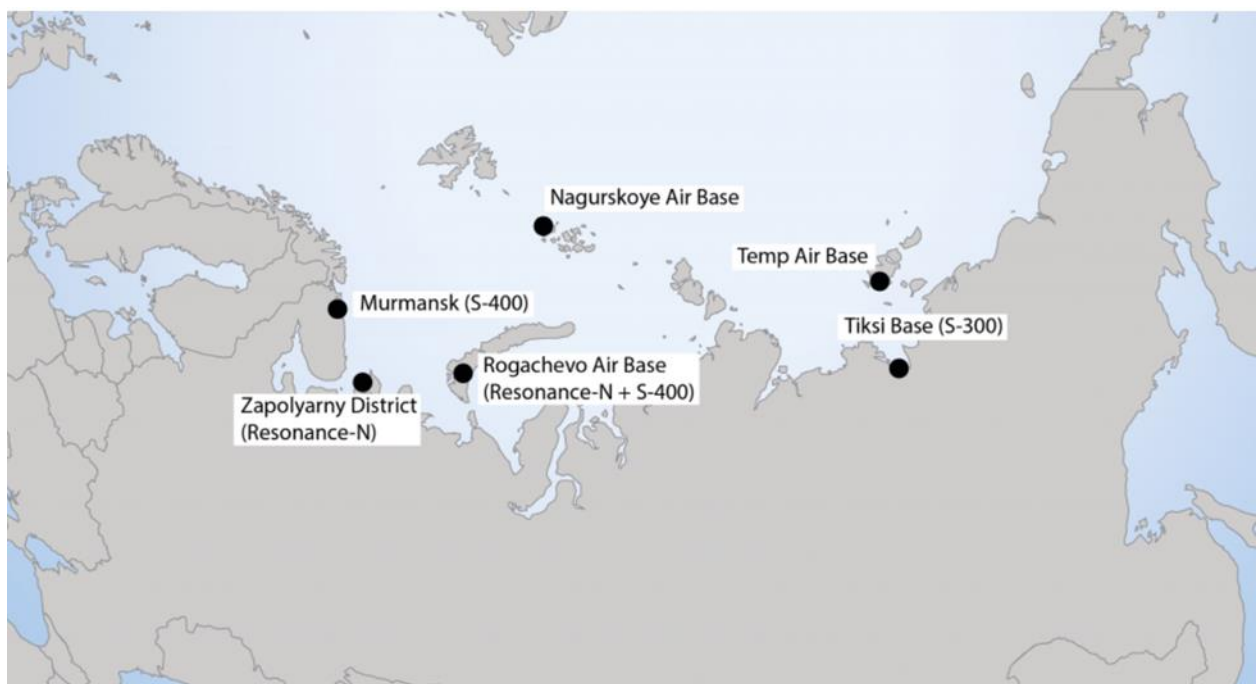 Nagurskoye Air Base
Temp Air Base
Murmansk (S-400)
Tiksi Base (S-300)
Rogachevo Air Base
(Resonance-N + S-400)
Zapolyarny District
(Resonance-N)